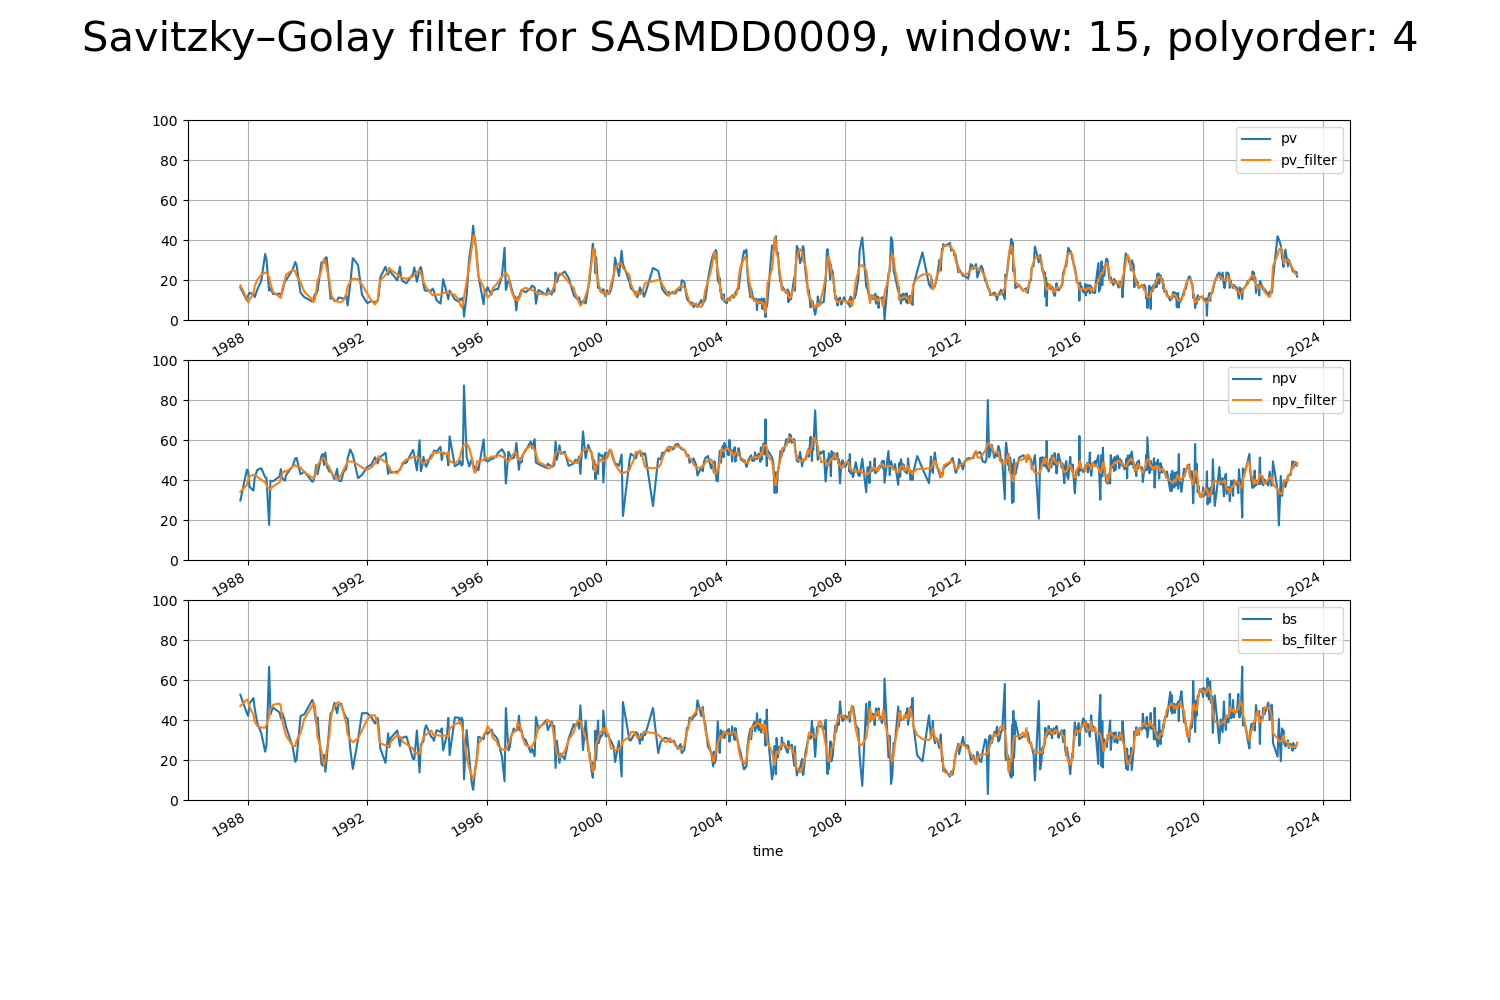 Savitzky–Golay filter for SASMDD0009, window: 15, polyorder: 4
100
80
60
40
20
0
pv
pv_filter
1988 1992 1996 2000 2004 2008 2012 2016 2020 2024
100
80
60
40
20
0
npv
npv_filter
1988 1992 1996 2000 2004 2008 2012 2016 2020 2024
100
80
60
40
20
0
bs
bs_filter
1988 1992 1996 2000 2004 2008 2012 2016 2020 2024
time